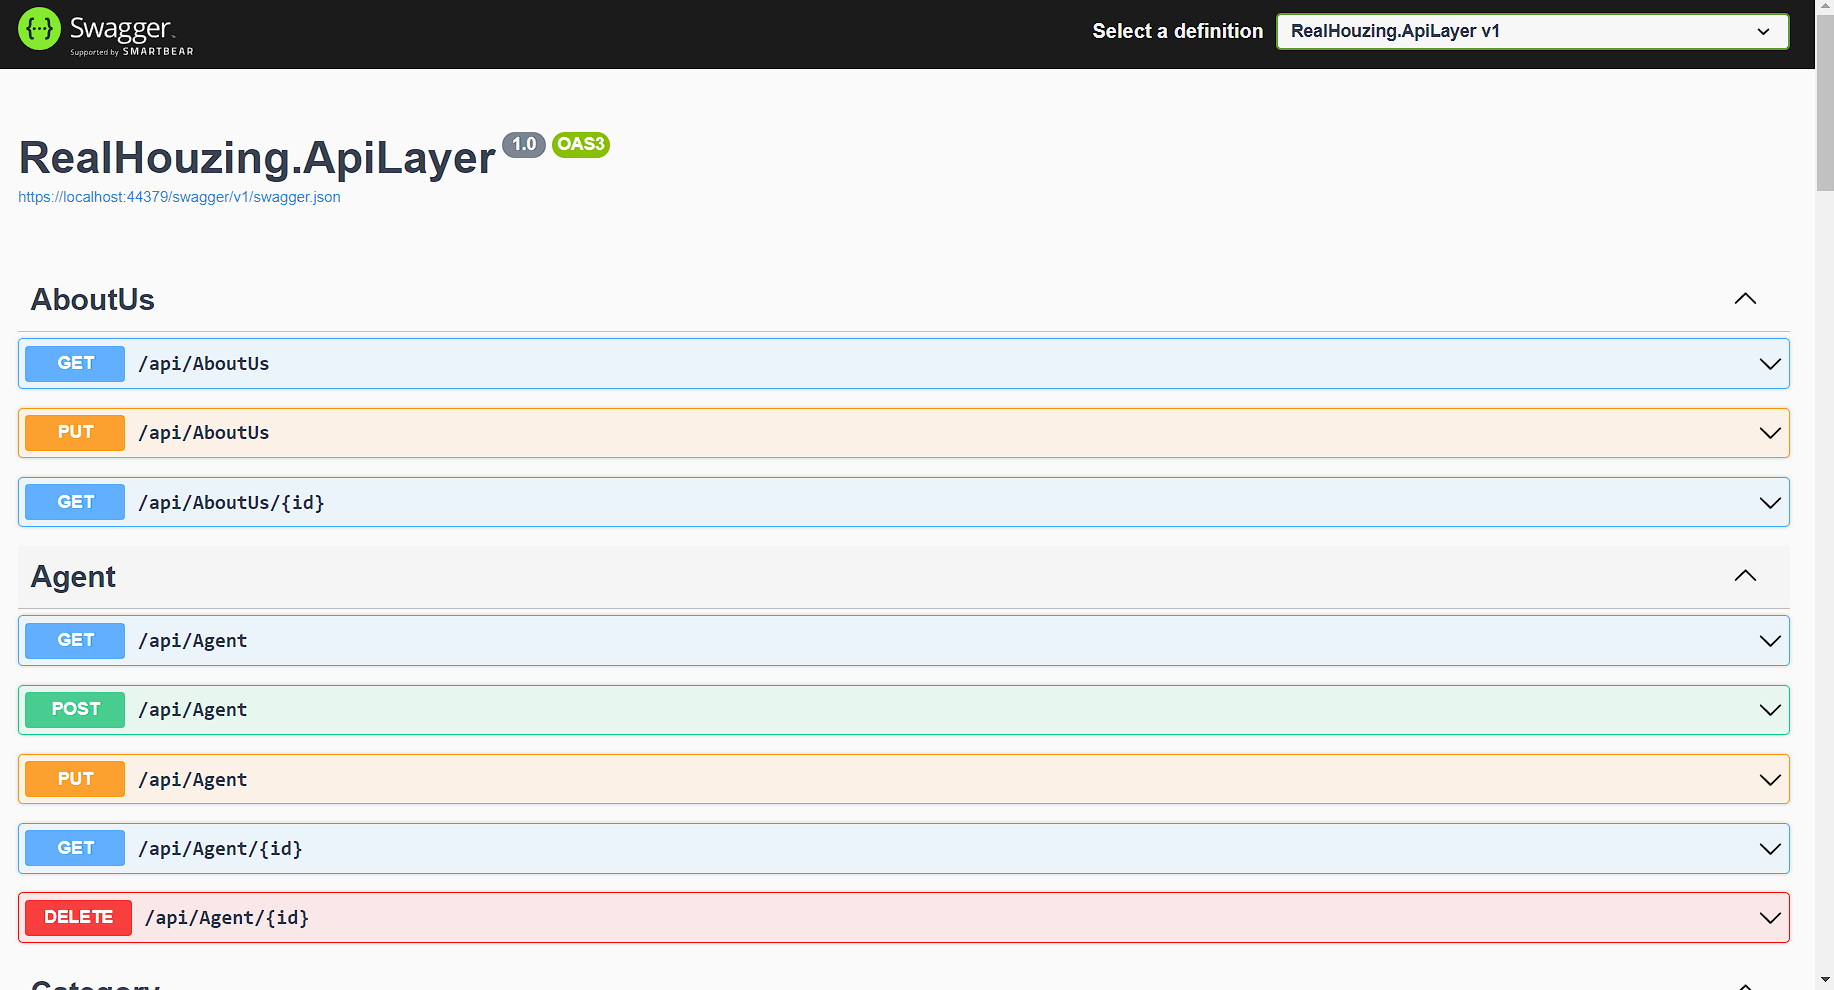 Swagger
Supported by SMARTBEAR
Select a definition
RealHouzing.ApiLayer v1
RealHouzing.ApiLayer 1.0 OAS3
https://localhost:44379/swagger/v1/swagger.json
AboutUs
GET /api/AboutUs
PUT /api/AboutUs
GET /api/AboutUs/{id}
Agent
GET /api/Agent
POST /api/Agent
PUT /api/Agent
GET /api/Agent/{id}
DELETE /api/Agent/{id}
Category